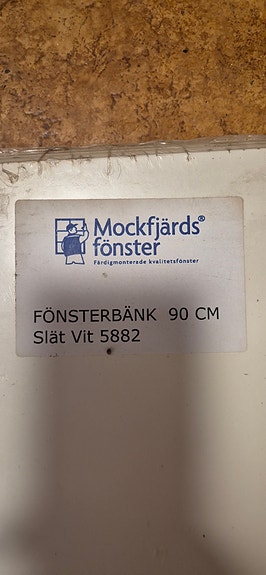 Mockfjärds®
fönster
Färdigmonterade kvalitetsfönster
FÖNSTERBÄNK 90 CM
Slät Vit 5882